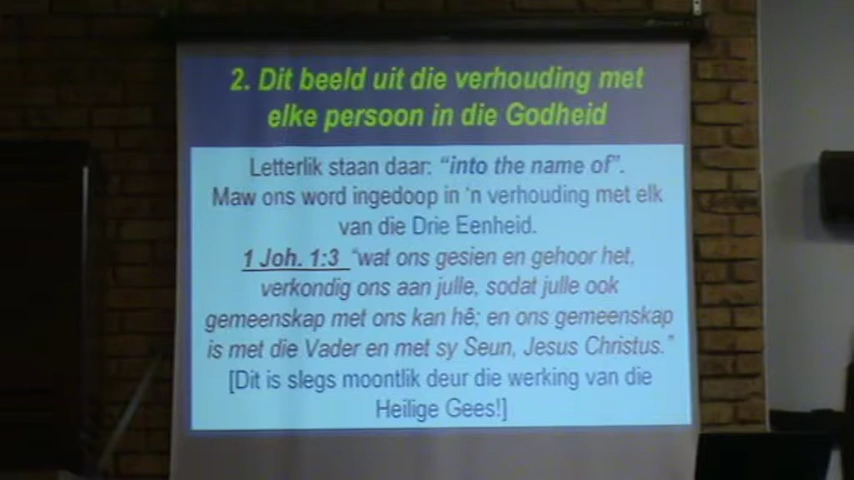 2. Dit beeld uit die verhouding met
elke persoon in die Godheid
Letterlik staan daar: “into the name of”.
Maw ons word ingedoop in ‘n verhouding met elk
van die Drie Eenheid.
1 Joh. 1:3 “wat ons gesien en gehoor het,
verkondig ons aan julle, sodat julle ook
gemeenskap met ons kan hê; en ons gemeenskap
is met die Vader en met sy Seun, Jesus Christus.”
[Dit is slegs moontlik deur die werking van die
Heilige Gees!]